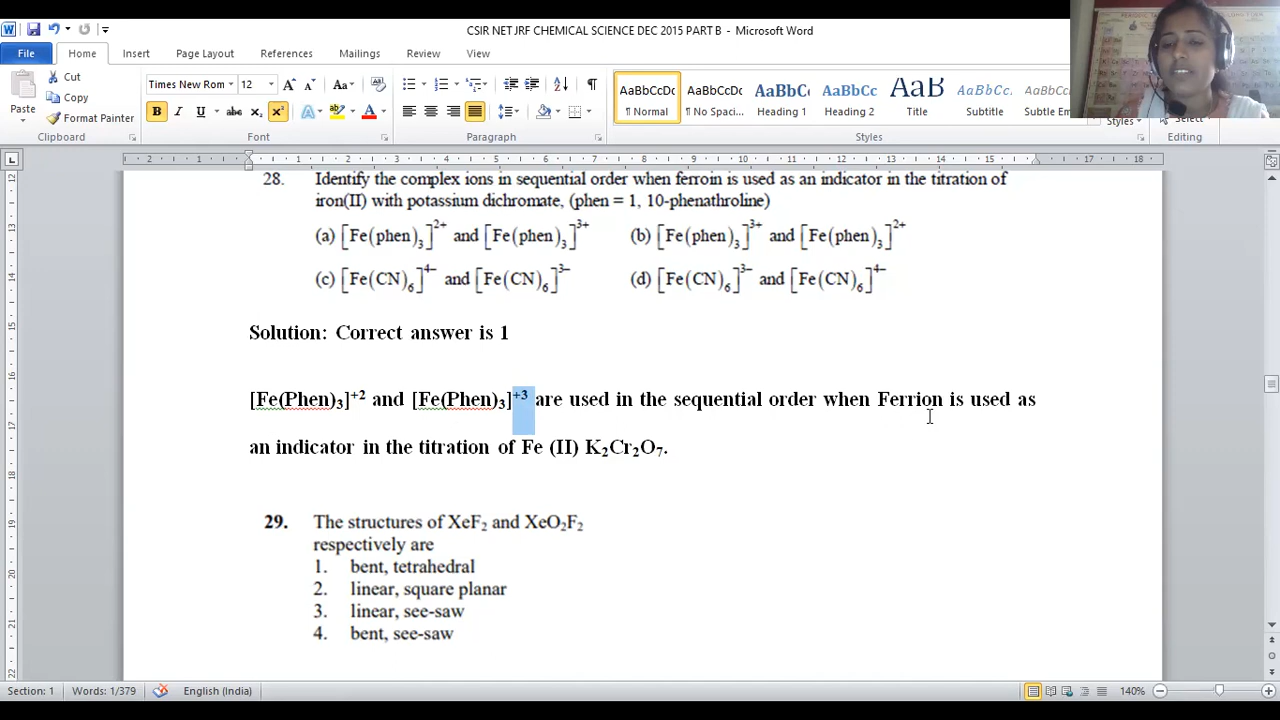 CSIR NET JRF CHEMICAL SCIENCE DEC 2015 PART B - Microsoft Word
File Home Insert Page Layout References Mailings Review View
Paste Cut Copy Format Painter Clipboard
Times New Rom 12 Font
Paragraph
AaBbCcDc ¶ Normal AaBbCcDc ¶ No Spaci... AaBbCc Heading 1 AaBbCc Heading 2 AaB Title AaBbCc. Subtitle Subtle Em Styles
Select Editing
28. Identify the complex ions in sequential order when ferroin is used as an indicator in the titration of
iron(II) with potassium dichromate, (phen = 1, 10-phenathroline)
(a) [Fe(phen)₃]²⁺ and [Fe(phen)₃]³⁺ (b) [Fe(phen)₃]³⁺ and [Fe(phen)₃]²⁺
(c) [Fe(CN)₆]⁴⁻ and [Fe(CN)₆]³⁻ (d) [Fe(CN)₆]³⁻ and [Fe(CN)₆]⁴⁻
Solution: Correct answer is 1
[Fe(Phen)₃]⁺² and [Fe(Phen)₃]⁺³ are used in the sequential order when Ferrion is used as
an indicator in the titration of Fe (II) K₂Cr₂O₇.
29. The structures of XeF₂ and XeO₂F₂
respectively are
1. bent, tetrahedral
2. linear, square planar
3. linear, see-saw
4. bent, see-saw
Section: 1 Words: 1/379 English (India) 140%